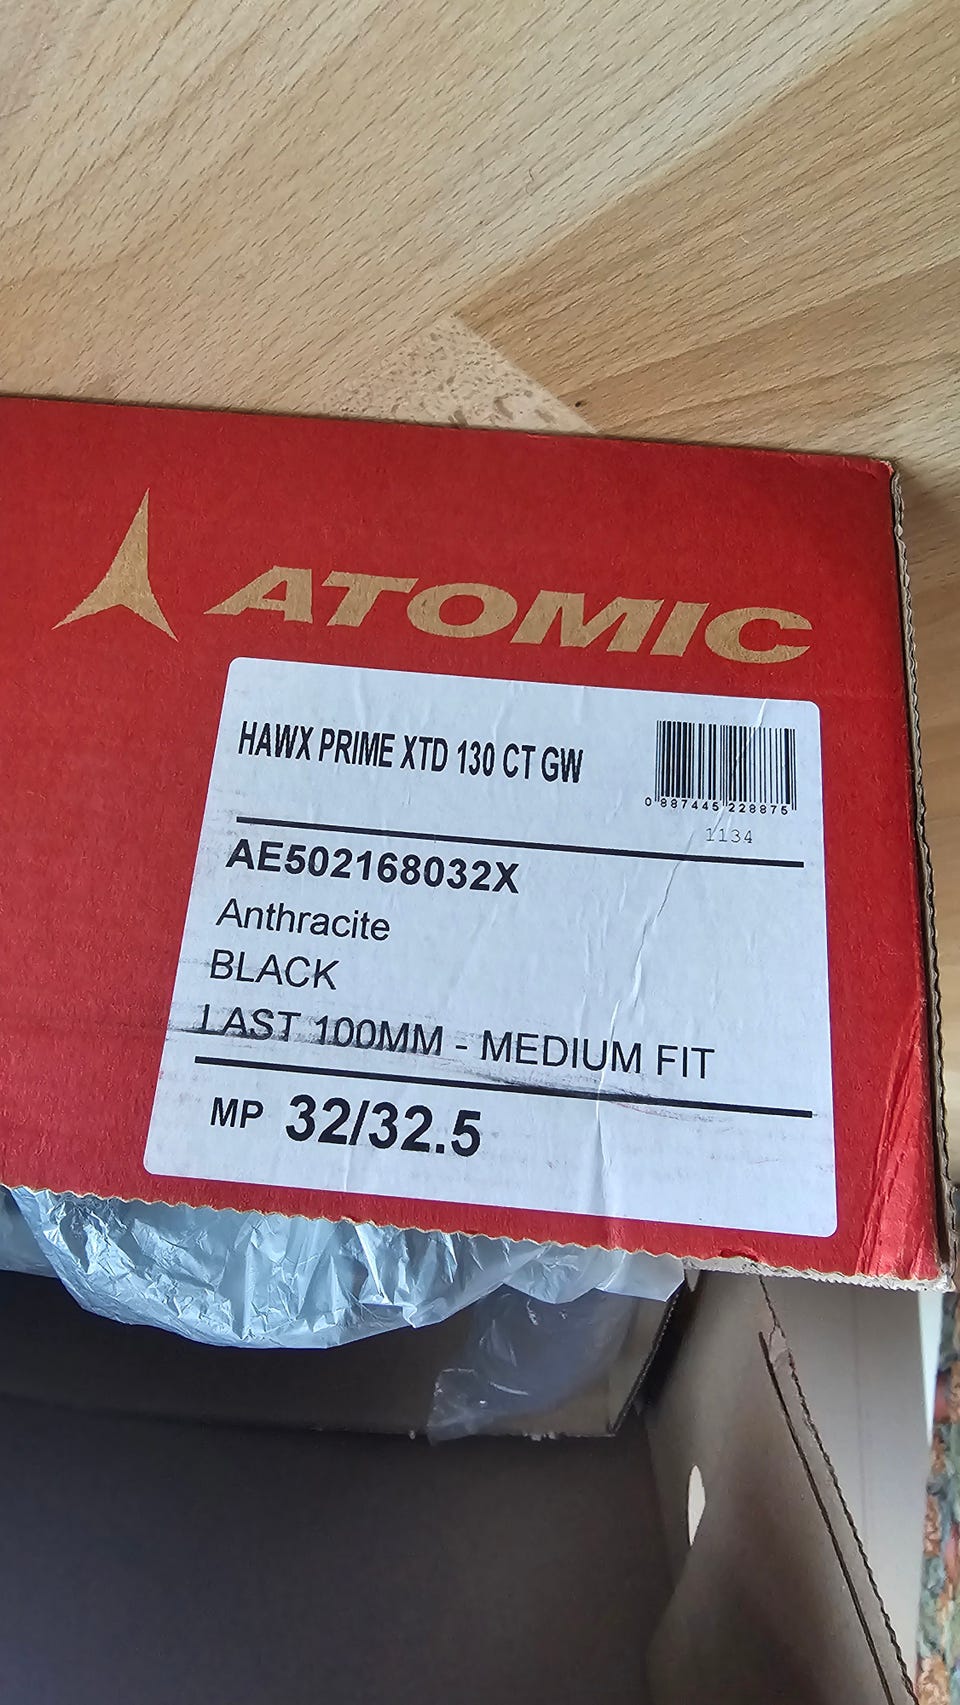 ATOMIC
HAWX PRIME XTD 130 CT GW
0 887445 228875
1134
AE502168032X
Anthracite
BLACK
LAST 100MM - MEDIUM FIT
MP 32/32.5